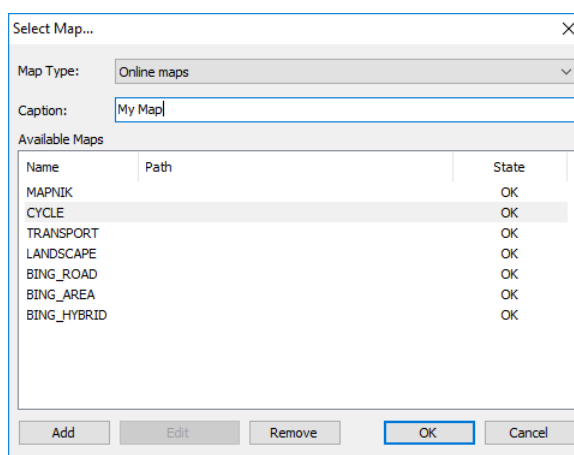 Select Map...
Map Type: Online maps
Caption: My Map
Available Maps
Name Path State
MAPNIK OK
CYCLE OK
TRANSPORT OK
LANDSCAPE OK
BING_ROAD OK
BING_AREA OK
BING_HYBRID OK
Add Edit Remove OK Cancel